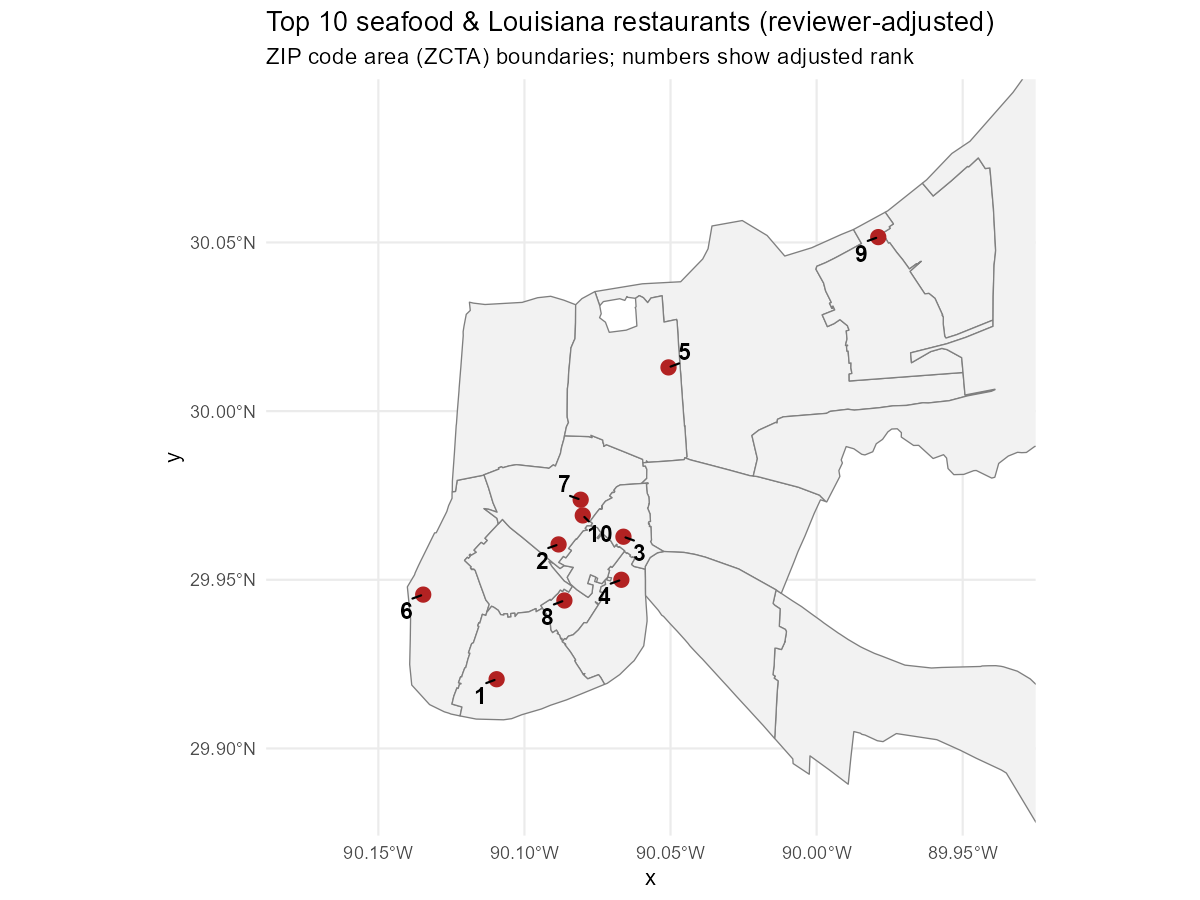 Top 10 seafood & Louisiana restaurants (reviewer-adjusted)
ZIP code area (ZCTA) boundaries; numbers show adjusted rank
30.05°N
9
5
30.00°N
y
7
10
3
2
29.95°N
4
6
8
1
29.90°N
90.15°W 90.10°W 90.05°W 90.00°W 89.95°W
x